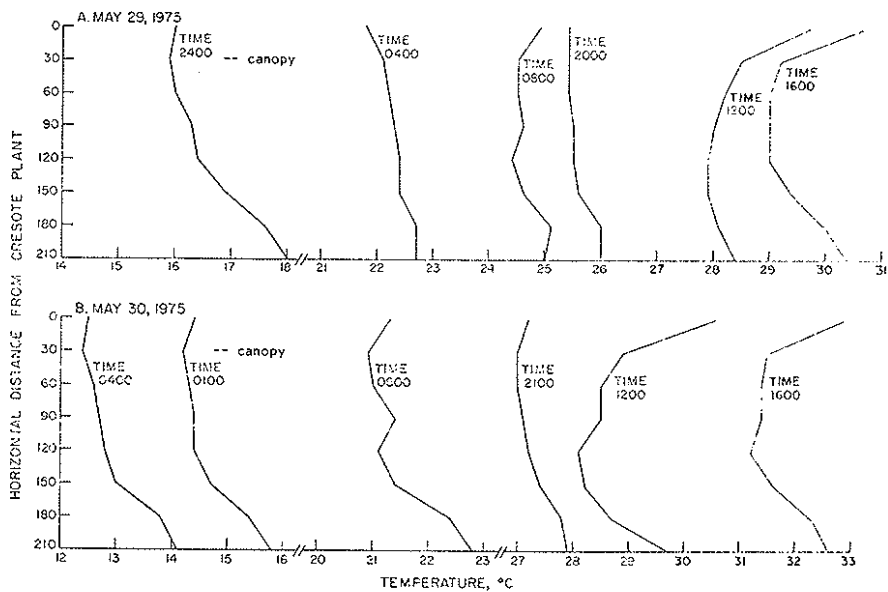 A. MAY 29, 1975
HORIZONTAL DISTANCE FROM CRESOTE PLANT
0
30
60
90
120
150
180
210
TIME
2400
-- canopy
TIME
0400
TIME
0800
TIME
2000
TIME
1200
TIME
1600
14 15 16 17 18 21 22 23 24 25 26 27 28 29 30 31
B. MAY 30, 1975
0
30
60
90
120
150
180
210
TIME
0400
TIME
0100
-- canopy
TIME
TIME
2100
TIME
1200
TIME
1600
12 13 14 15 16 20 21 22 23 27 28 29 30 31 32 33
TEMPERATURE, °C